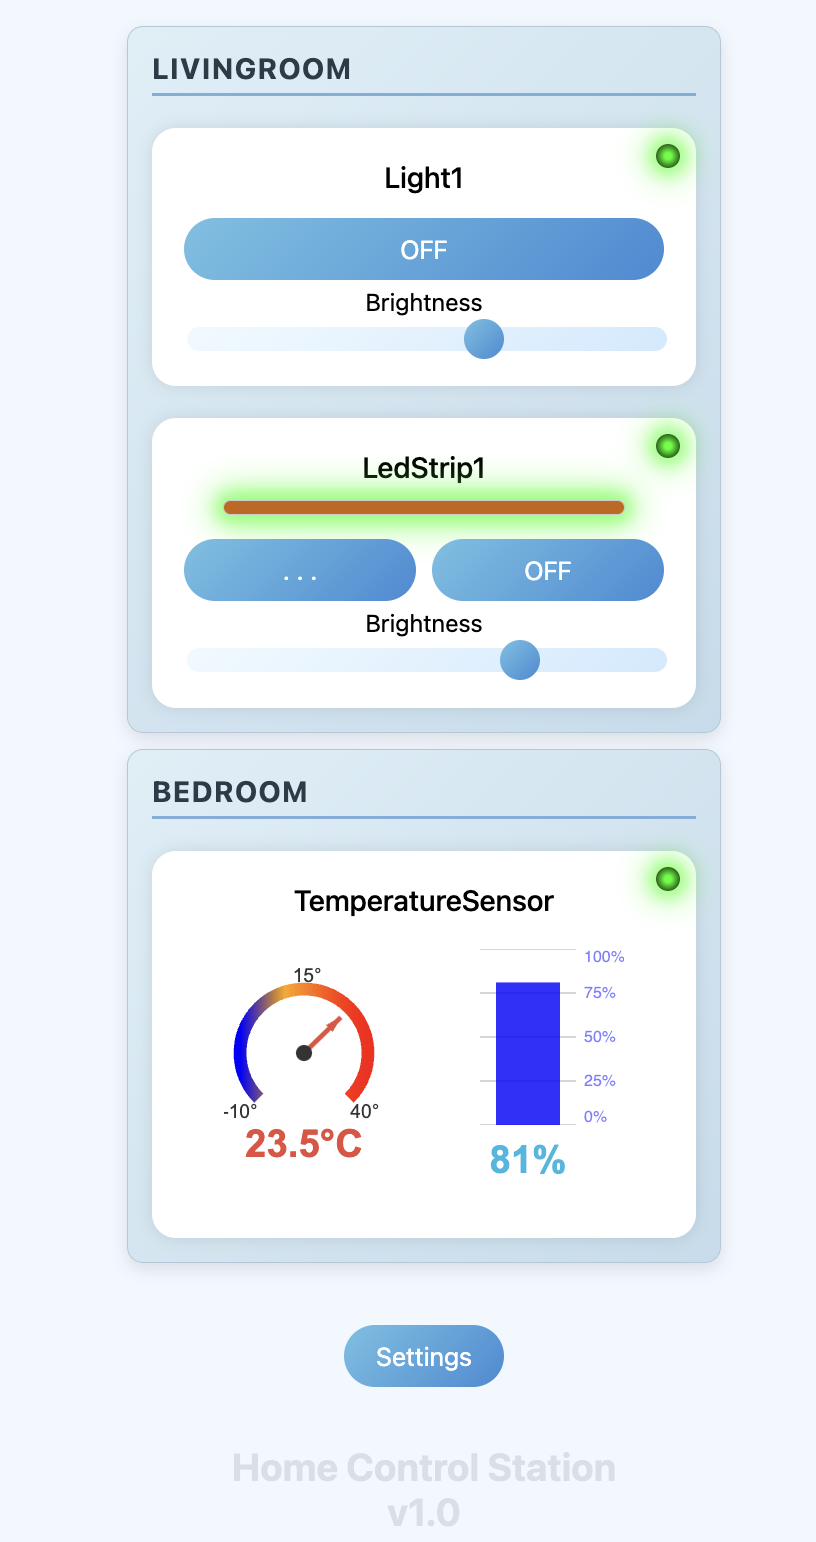 LIVINGROOM
Light1
OFF
Brightness
LedStrip1
. . .
OFF
Brightness
BEDROOM
TemperatureSensor
15°
-10°
40°
23.5°C
100%
75%
50%
25%
0%
81%
Settings
Home Control Station
v1.0